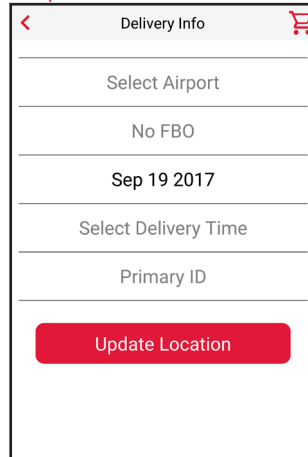 Delivery Info
Select Airport
No FBO
Sep 19 2017
Select Delivery Time
Primary ID
Update Location